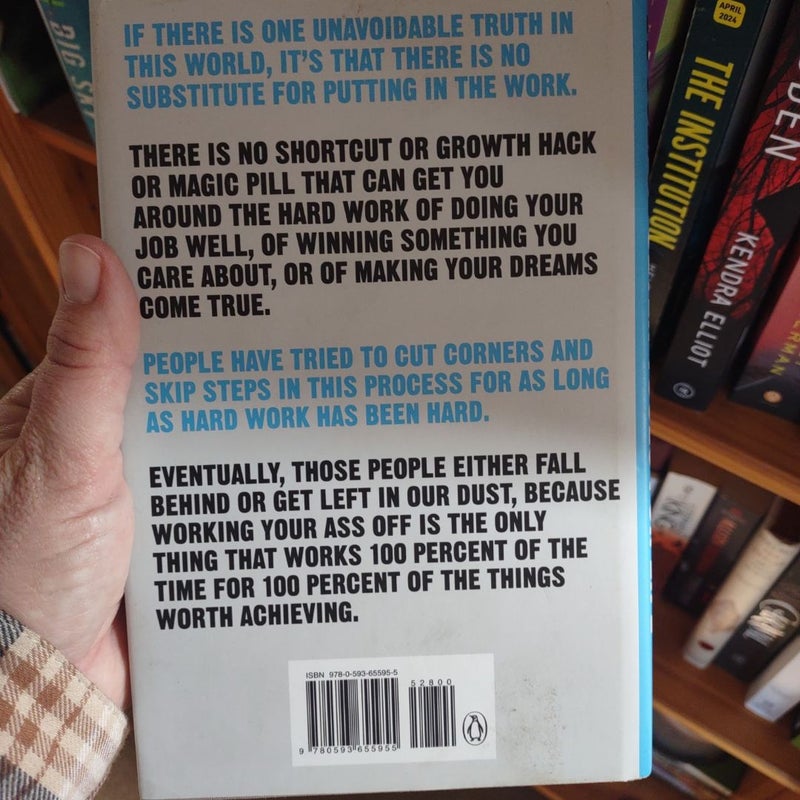 IF THERE IS ONE UNAVOIDABLE TRUTH IN
THIS WORLD, IT'S THAT THERE IS NO
SUBSTITUTE FOR PUTTING IN THE WORK.
THERE IS NO SHORTCUT OR GROWTH HACK
OR MAGIC PILL THAT CAN GET YOU
AROUND THE HARD WORK OF DOING YOUR
JOB WELL, OF WINNING SOMETHING YOU
CARE ABOUT, OR OF MAKING YOUR DREAMS
COME TRUE.
PEOPLE HAVE TRIED TO CUT CORNERS AND
SKIP STEPS IN THIS PROCESS FOR AS LONG
AS HARD WORK HAS BEEN HARD.
EVENTUALLY, THOSE PEOPLE EITHER FALL
BEHIND OR GET LEFT IN OUR DUST, BECAUSE
WORKING YOUR ASS OFF IS THE ONLY
THING THAT WORKS 100 PERCENT OF THE
TIME FOR 100 PERCENT OF THE THINGS
WORTH ACHIEVING.
ISBN 978-0-593-65595-5
52800
9 780593 655955
BIG
APRIL
2024
THE INSTITUTION
KENDRA ELLIOT